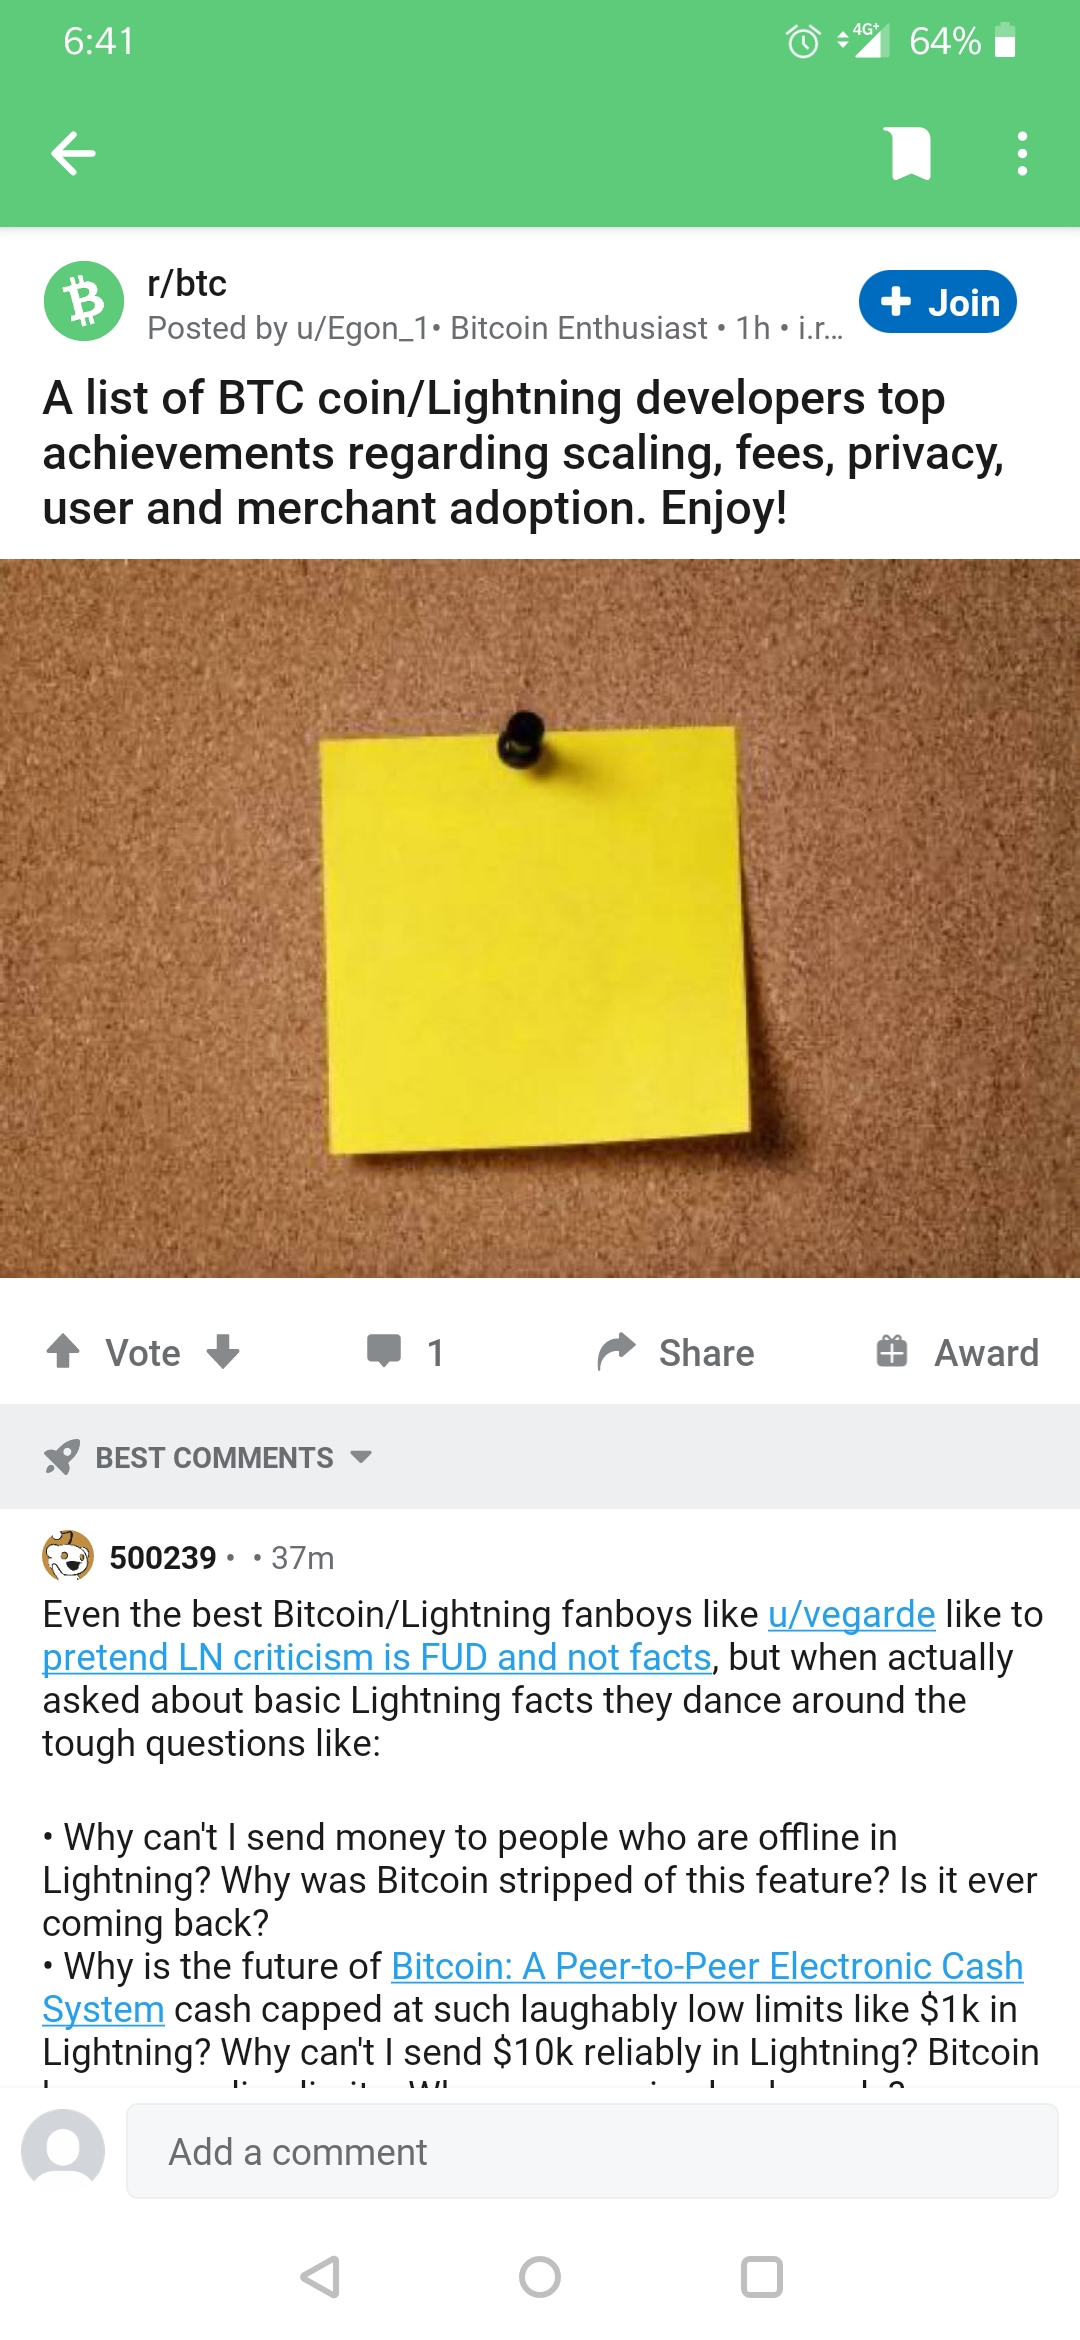 6:41
4G+ 64%
r/btc
Posted by u/Egon_1 • Bitcoin Enthusiast • 1h • i.r...
Join
A list of BTC coin/Lightning developers top
achievements regarding scaling, fees, privacy,
user and merchant adoption. Enjoy!
Vote 1 Share Award
BEST COMMENTS
500239 • • 37m
Even the best Bitcoin/Lightning fanboys like u/vegarde like to
pretend LN criticism is FUD and not facts, but when actually
asked about basic Lightning facts they dance around the
tough questions like:
• Why can't I send money to people who are offline in
Lightning? Why was Bitcoin stripped of this feature? Is it ever
coming back?
• Why is the future of Bitcoin: A Peer-to-Peer Electronic Cash
System cash capped at such laughably low limits like $1k in
Lightning? Why can't I send $10k reliably in Lightning? Bitcoin
Add a comment